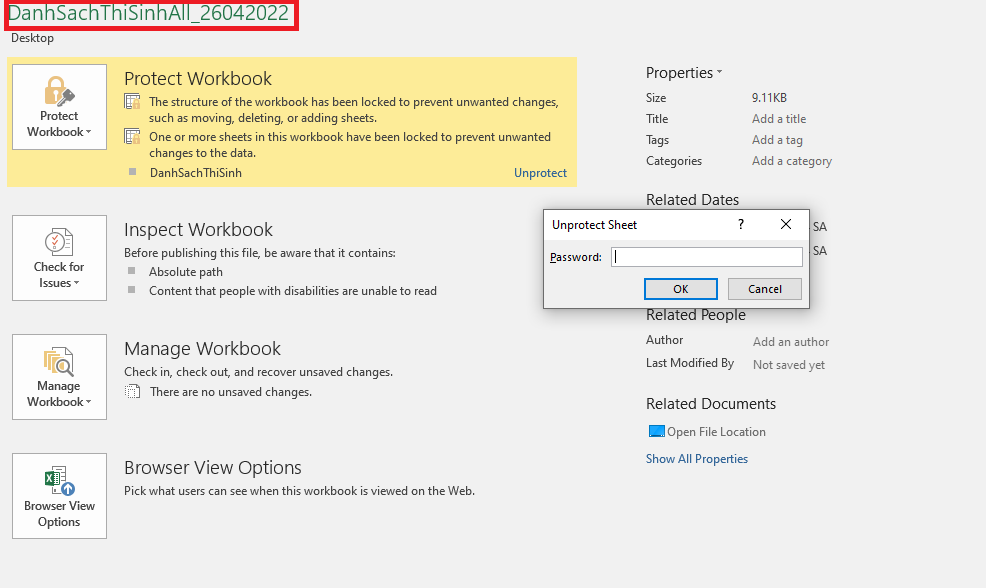 DanhSachThiSinhAll_26042022
Desktop
Protect Workbook
Protect
Workbook
The structure of the workbook has been locked to prevent unwanted changes,
such as moving, deleting, or adding sheets.
One or more sheets in this workbook have been locked to prevent unwanted
changes to the data.
DanhSachThiSinh
Unprotect
Check for
Issues
Inspect Workbook
Before publishing this file, be aware that it contains:
Absolute path
Content that people with disabilities are unable to read
Manage
Workbook
Manage Workbook
Check in, check out, and recover unsaved changes.
There are no unsaved changes.
Browser View
Options
Browser View Options
Pick what users can see when this workbook is viewed on the Web.
Properties
Size 9.11KB
Title Add a title
Tags Add a tag
Categories Add a category
Related Dates
SA
SA
Unprotect Sheet ?
Password:
OK Cancel
Related People
Author Add an author
Last Modified By Not saved yet
Related Documents
Open File Location
Show All Properties